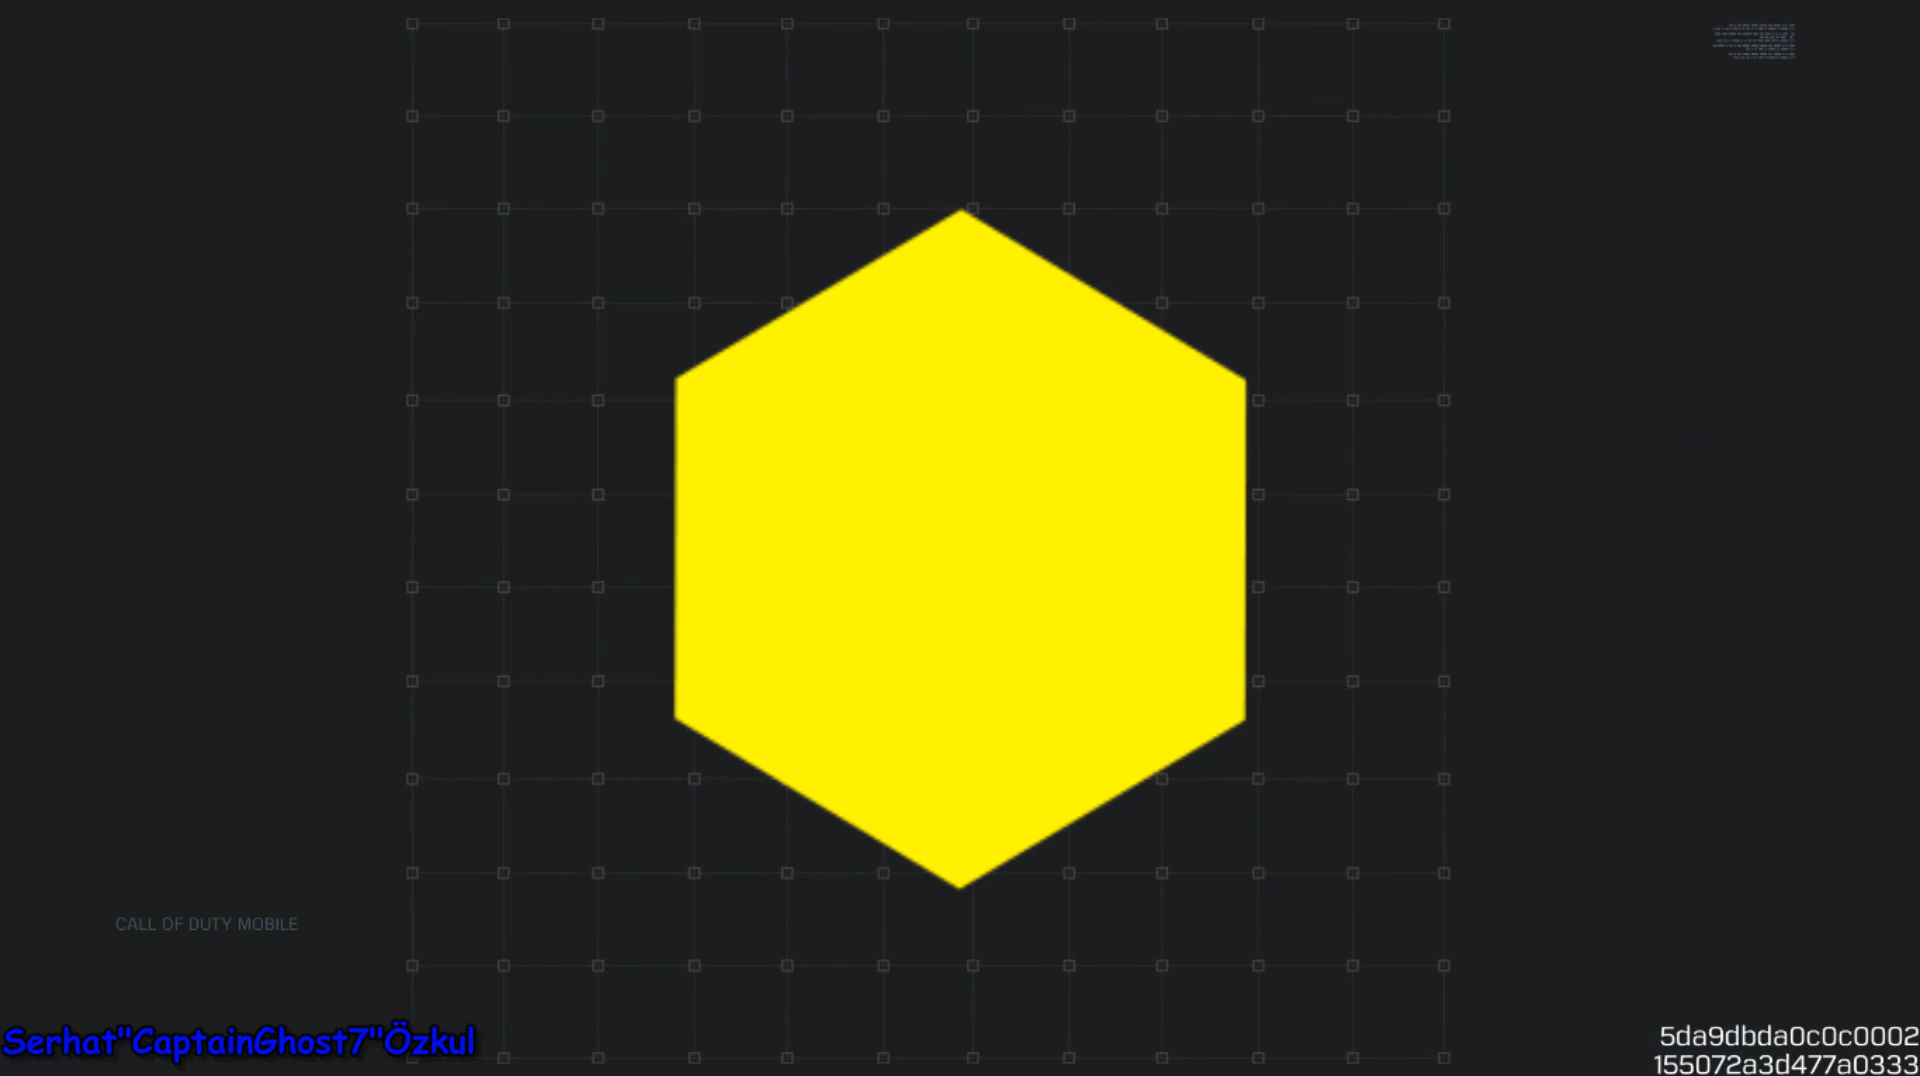 CALL OF DUTY MOBILE
Serhat"CaptainGhost7"Özkul
5da9dbda0c0c0002
155072a3d477a0333